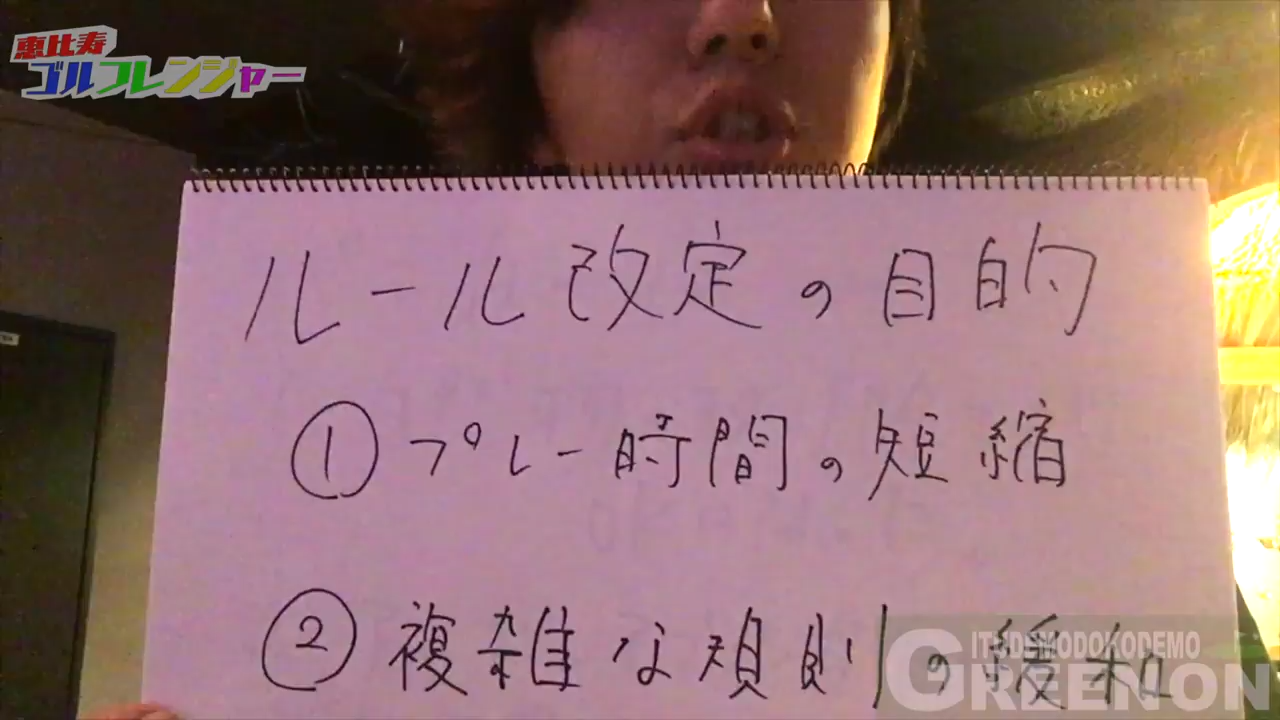 恵比寿
ゴルフレンジャー
ルール改定の目的
① プレー時間の短縮
② 複雑な規則の緩和
ITUDEMODOKODEMO
GREENON